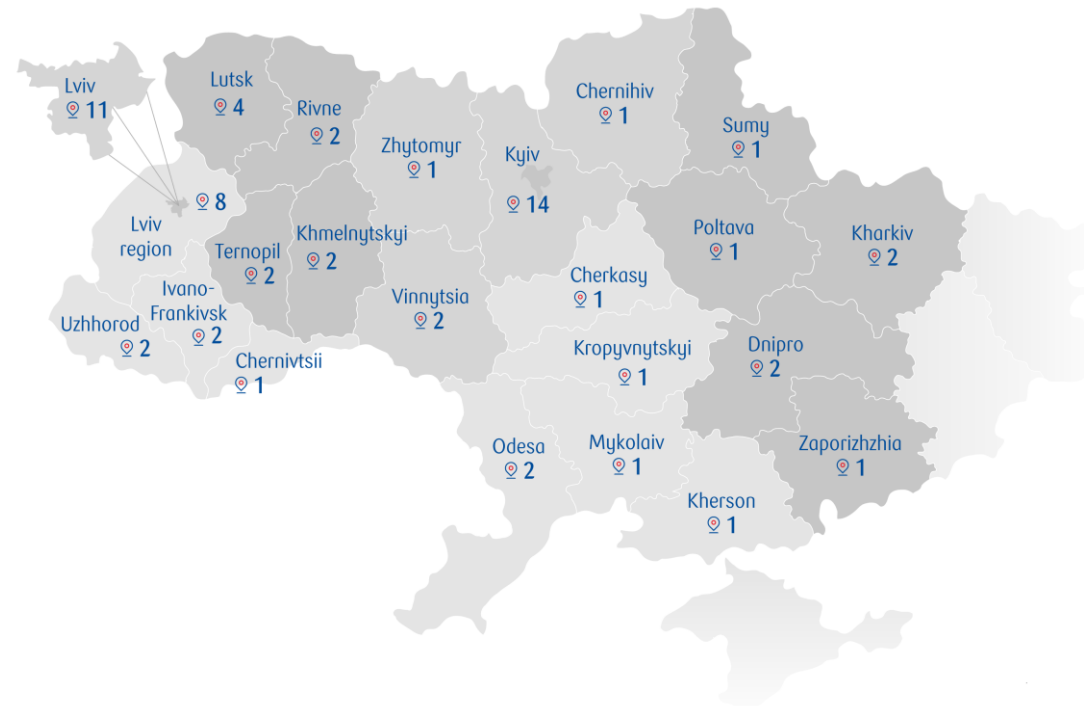 Lviv
11
Lutsk
4
Rivne
2
Zhytomyr
1
Kyiv
14
Chernihiv
1
Sumy
1
8
Lviv
region
Ternopil
2
Khmelnytskyi
2
Vinnytsia
2
Cherkasy
1
Poltava
1
Kharkiv
2
Ivano-
Frankivsk
2
Uzhhorod
2
Chernivtsii
1
Kropyvnytskyi
1
Dnipro
2
Odesa
2
Mykolaiv
1
Zaporizhzhia
1
Kherson
1